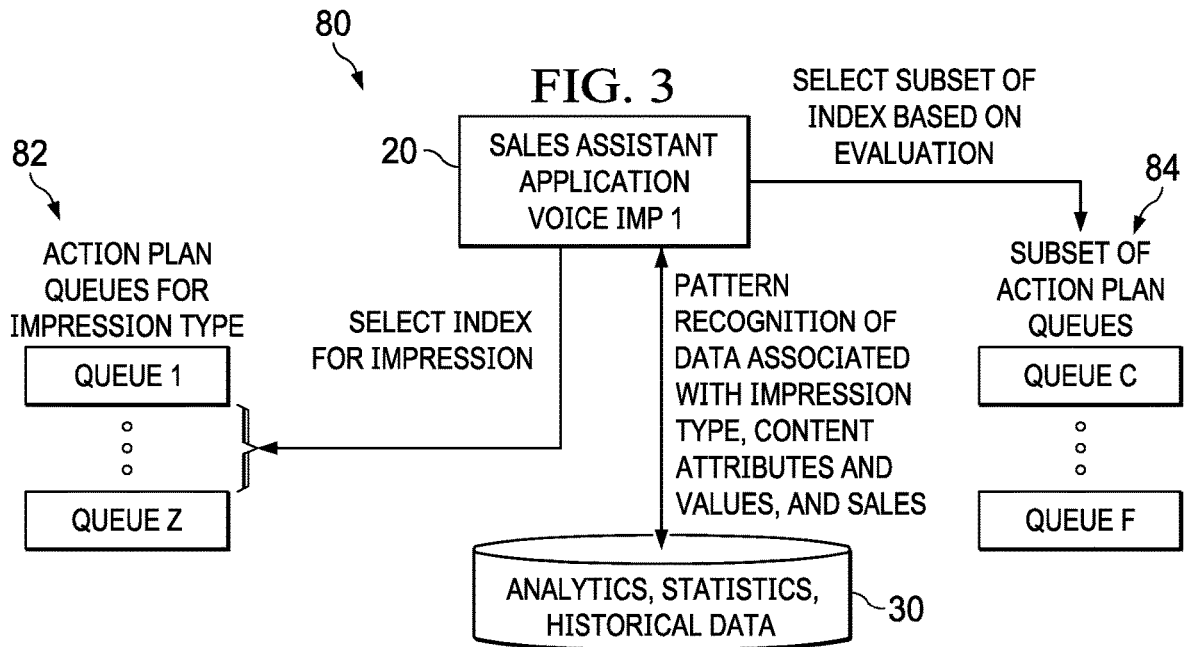 80
FIG. 3
SELECT SUBSET OF
INDEX BASED ON
EVALUATION
82
20
SALES ASSISTANT
APPLICATION
VOICE IMP 1
84
ACTION PLAN
QUEUES FOR
IMPRESSION TYPE
QUEUE 1
QUEUE Z
SELECT INDEX
FOR IMPRESSION
PATTERN
RECOGNITION OF
DATA ASSOCIATED
WITH IMPRESSION
TYPE, CONTENT
ATTRIBUTES AND
VALUES, AND SALES
SUBSET OF
ACTION PLAN
QUEUES
QUEUE C
QUEUE F
ANALYTICS, STATISTICS,
HISTORICAL DATA
30